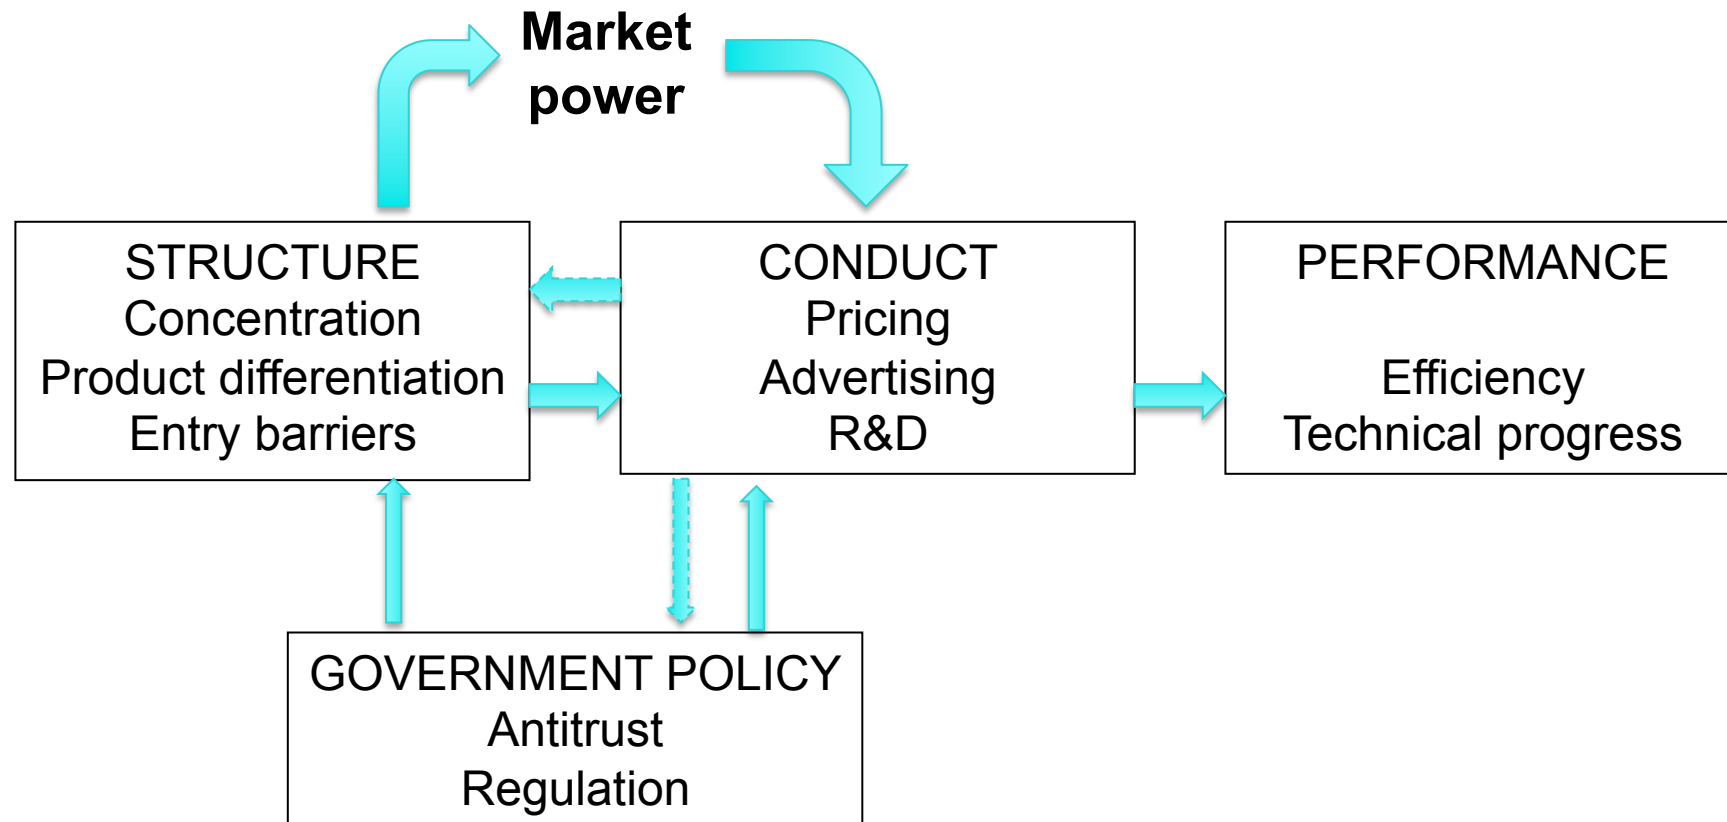 Market
power
STRUCTURE
Concentration
Product differentiation
Entry barriers
CONDUCT
Pricing
Advertising
R&D
PERFORMANCE
Efficiency
Technical progress
GOVERNMENT POLICY
Antitrust
Regulation